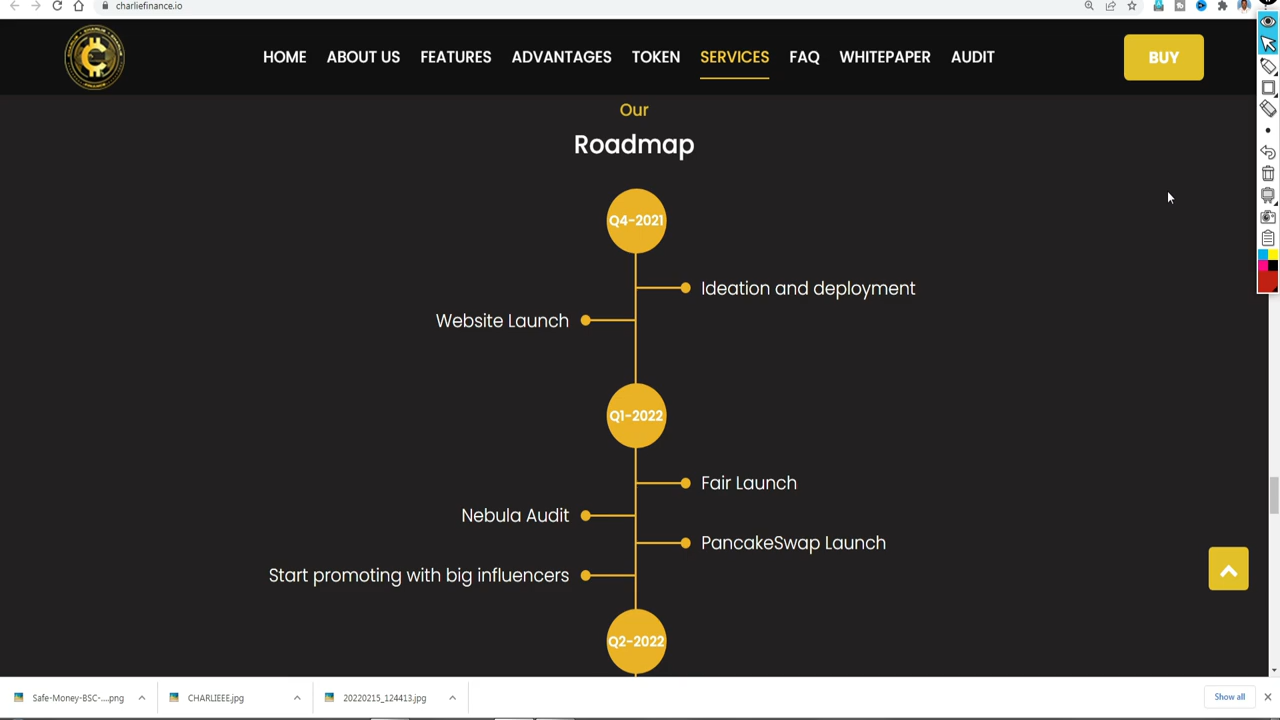 charliefinance.io
HOME ABOUT US FEATURES ADVANTAGES TOKEN SERVICES FAQ WHITEPAPER AUDIT BUY
Our
Roadmap
Q4-2021
Ideation and deployment
Website Launch
Q1-2022
Fair Launch
Nebula Audit
PancakeSwap Launch
Start promoting with big influencers
Q2-2022
Safe-Money-BSC-....png CHARLIEEE.jpg 20220215_124413.jpg Show all